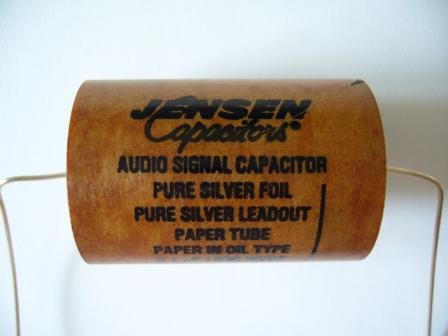 JENSEN
Capacitors®
AUDIO SIGNAL CAPACITOR
PURE SILVER FOIL
PURE SILVER LEADOUT
PAPER TUBE
PAPER IN OIL TYPE